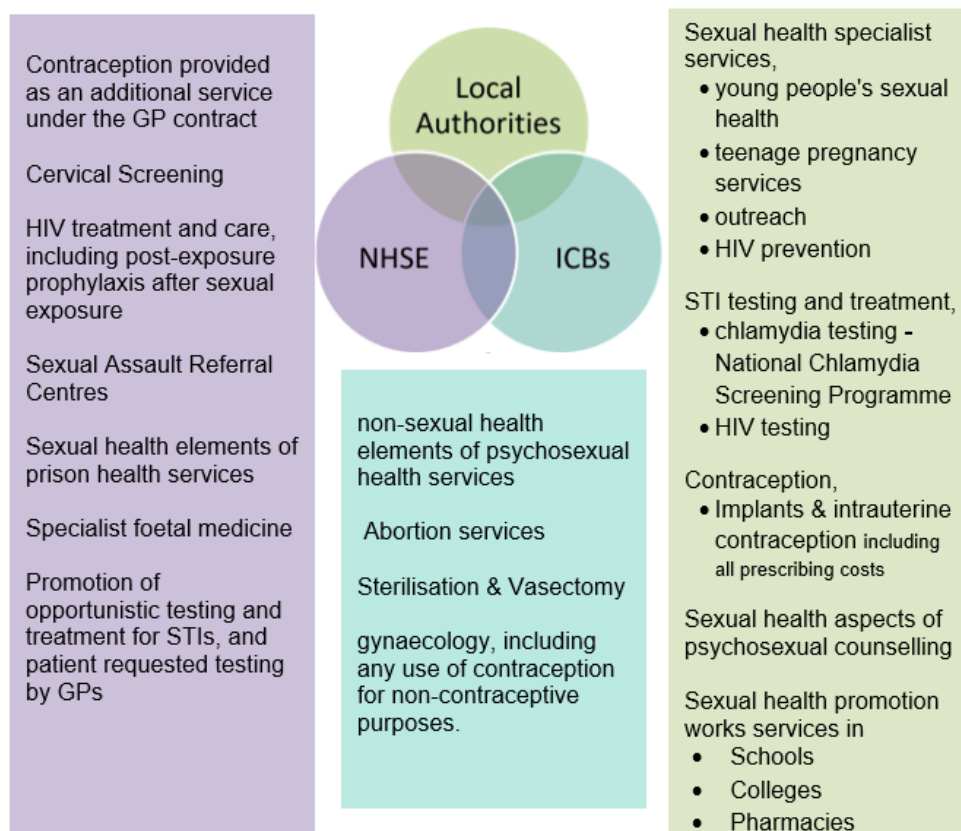 Contraception provided
as an additional service
under the GP contract
Cervical Screening
HIV treatment and care,
including post-exposure
prophylaxis after sexual
exposure
Sexual Assault Referral
Centres
Sexual health elements of
prison health services
Specialist foetal medicine
Promotion of
opportunistic testing and
treatment for STIs, and
patient requested testing
by GPs
Local
Authorities
NHSE
ICBs
non-sexual health
elements of psychosexual
health services
Abortion services
Sterilisation & Vasectomy
gynaecology, including
any use of contraception
for non-contraceptive
purposes.
Sexual health specialist
services,
• young people's sexual
health
• teenage pregnancy
services
• outreach
• HIV prevention
STI testing and treatment,
• chlamydia testing -
National Chlamydia
Screening Programme
• HIV testing
Contraception,
• Implants & intrauterine
contraception including
all prescribing costs
Sexual health aspects of
psychosexual counselling
Sexual health promotion
works services in
• Schools
• Colleges
• Pharmacies